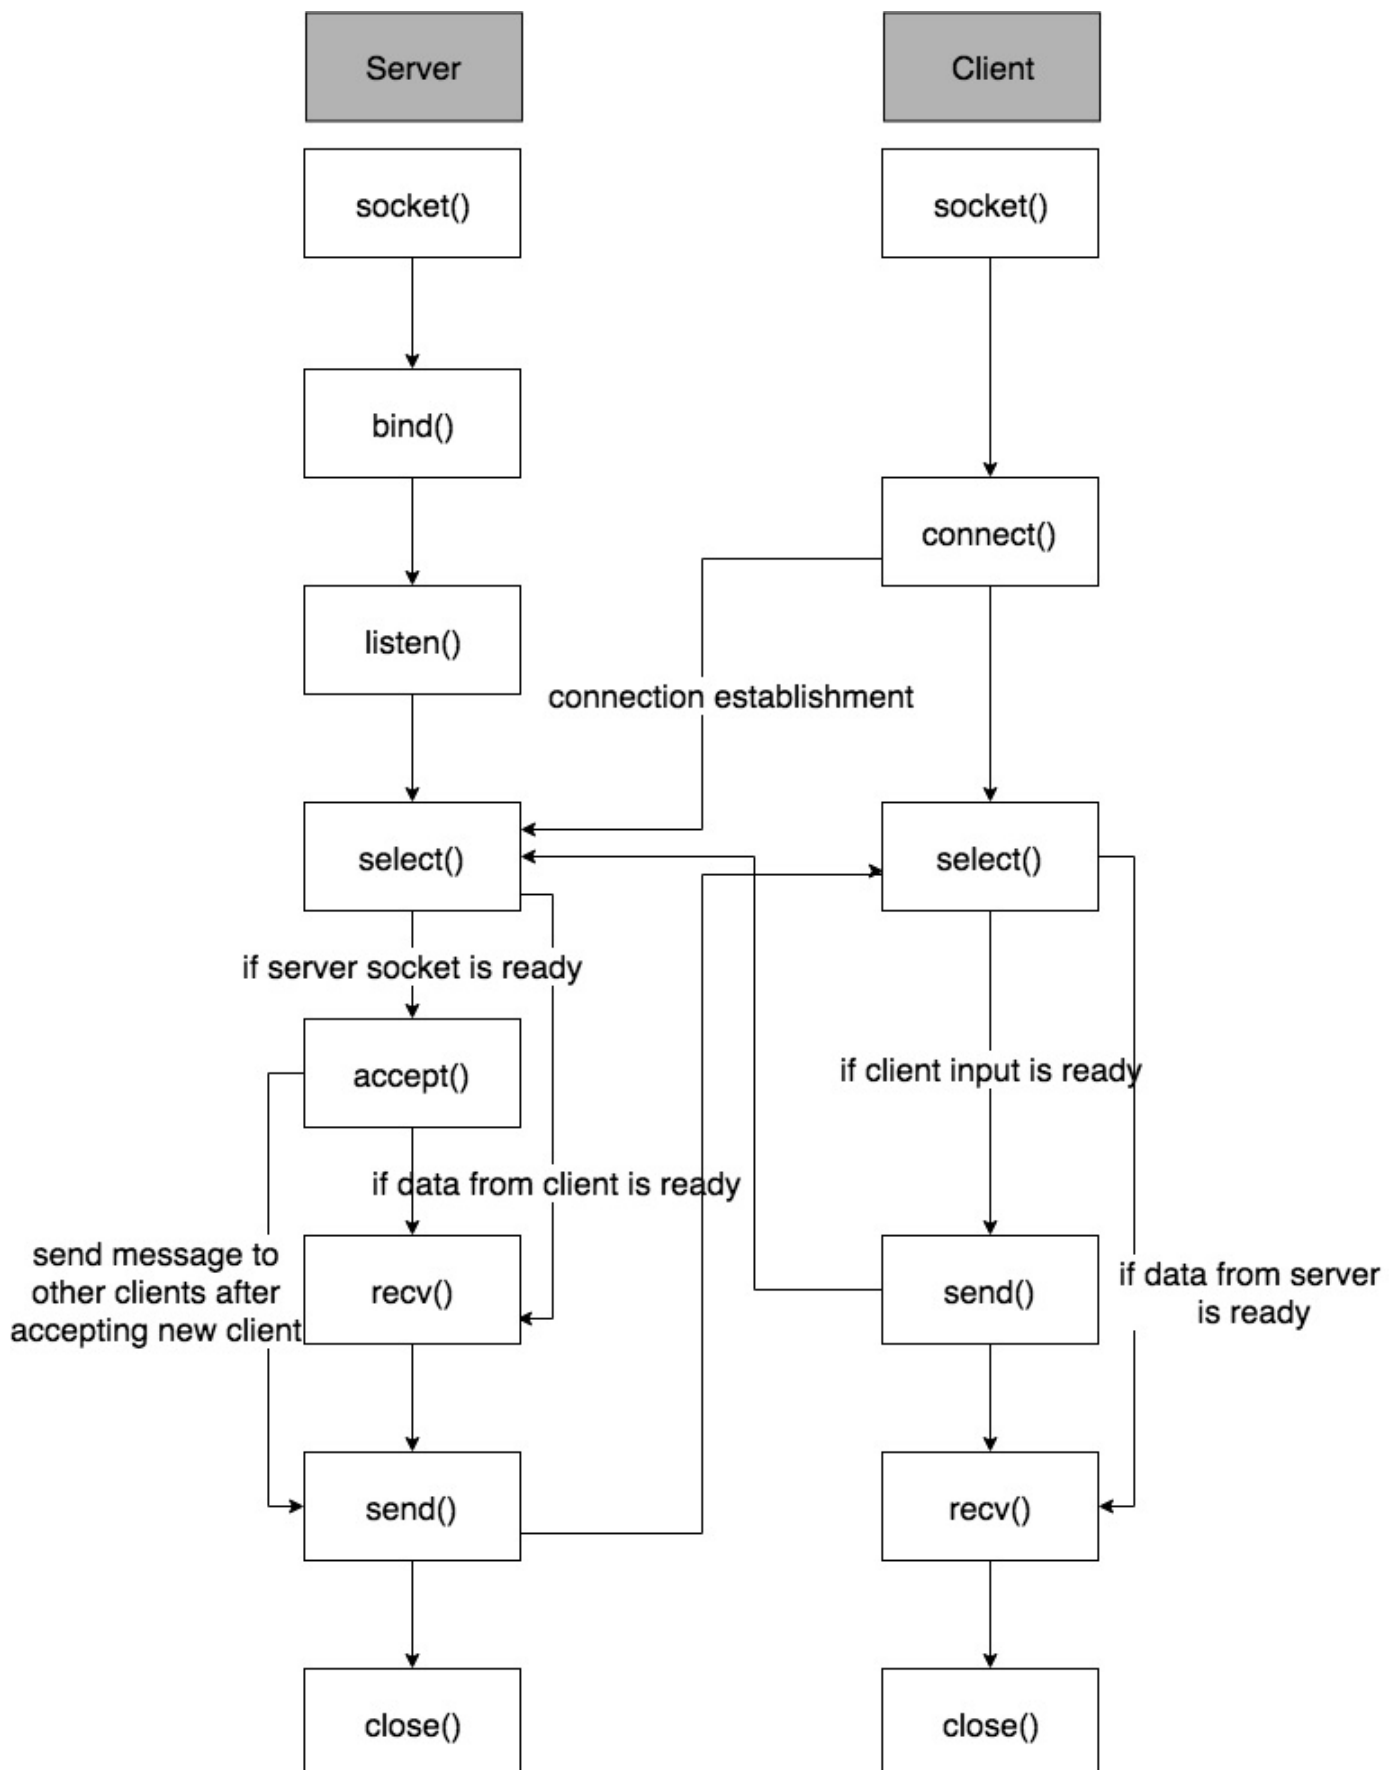 Server
Client
socket()
socket()
bind()
connect()
listen()
connection establishment
select()
select()
if server socket is ready
accept()
if client input is ready
if data from client is ready
send message to
other clients after
accepting new client
recv()
send()
if data from server
is ready
send()
recv()
close()
close()